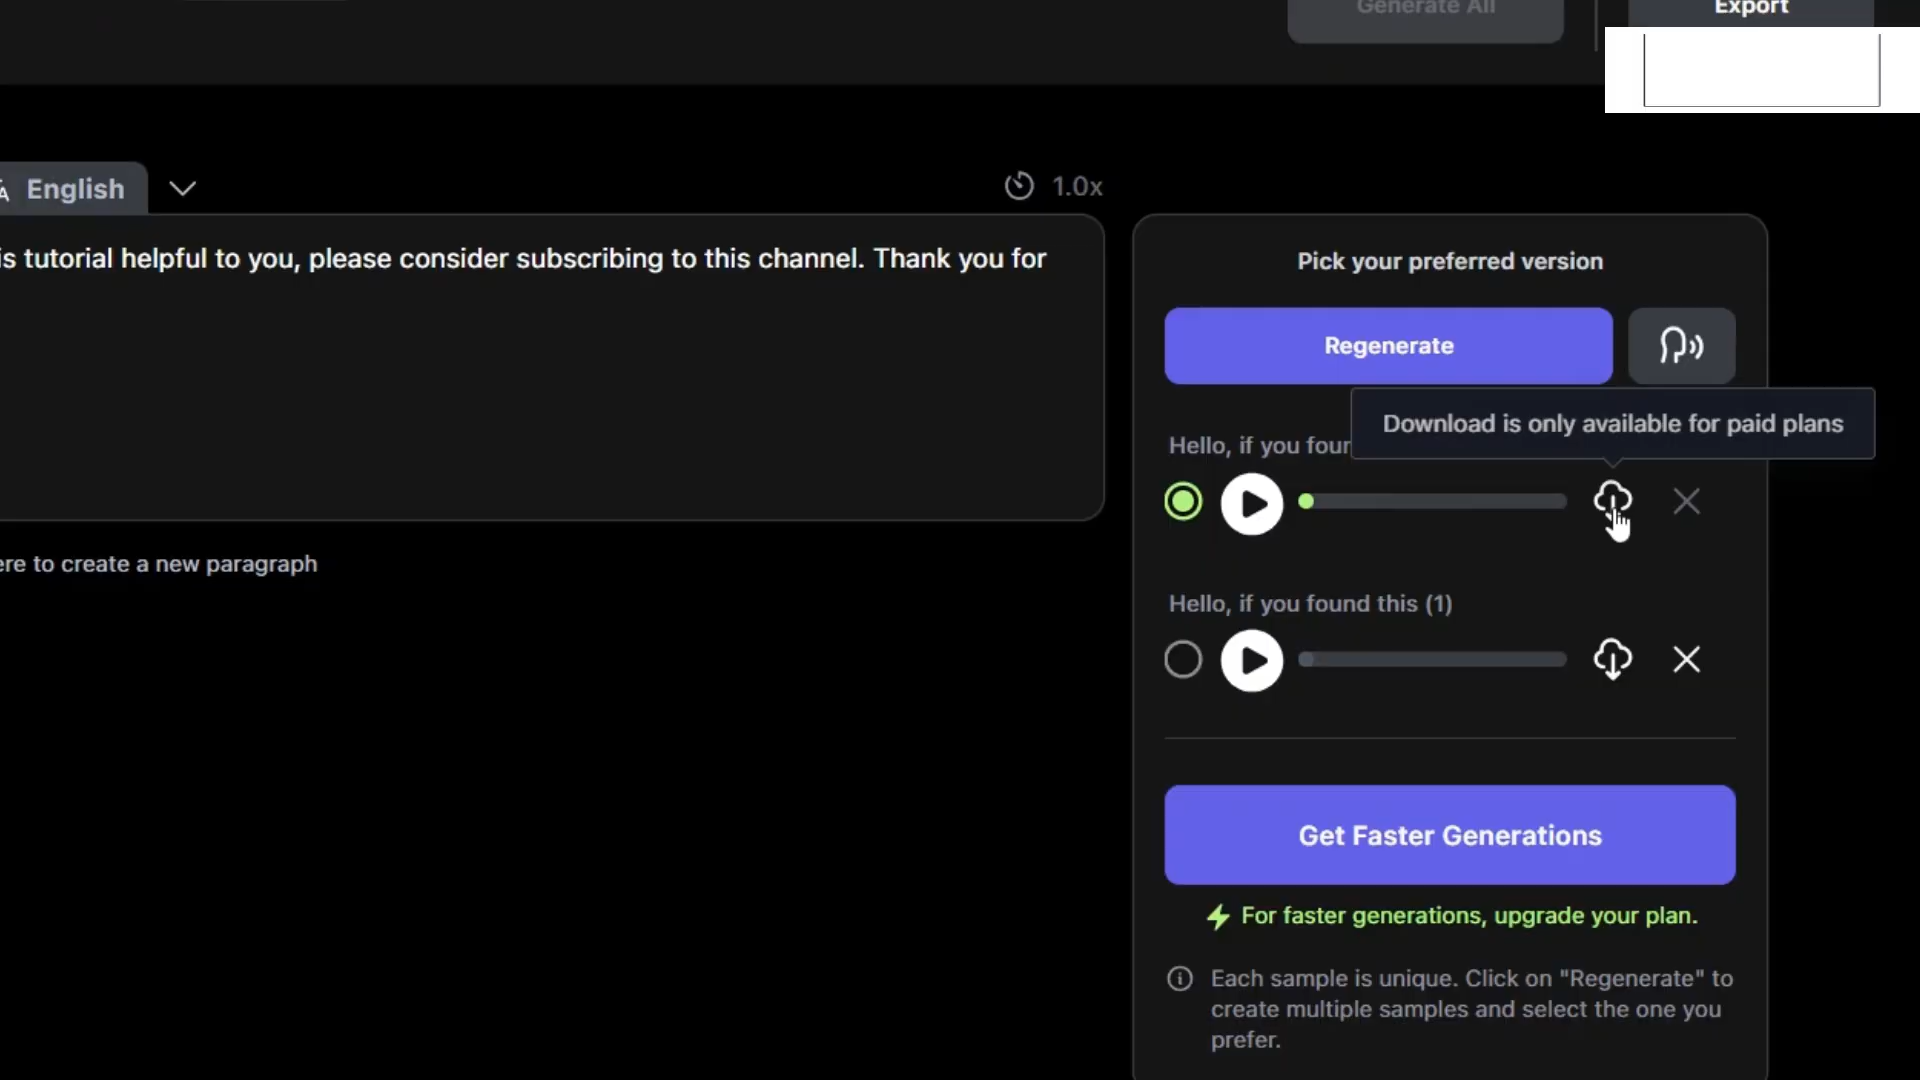 Generate All
Export
English
1.0x
is tutorial helpful to you, please consider subscribing to this channel. Thank you for
Pick your preferred version
Regenerate
Download is only available for paid plans
Hello, if you four
ere to create a new paragraph
Hello, if you found this (1)
Get Faster Generations
For faster generations, upgrade your plan.
Each sample is unique. Click on "Regenerate" to
create multiple samples and select the one you
prefer.